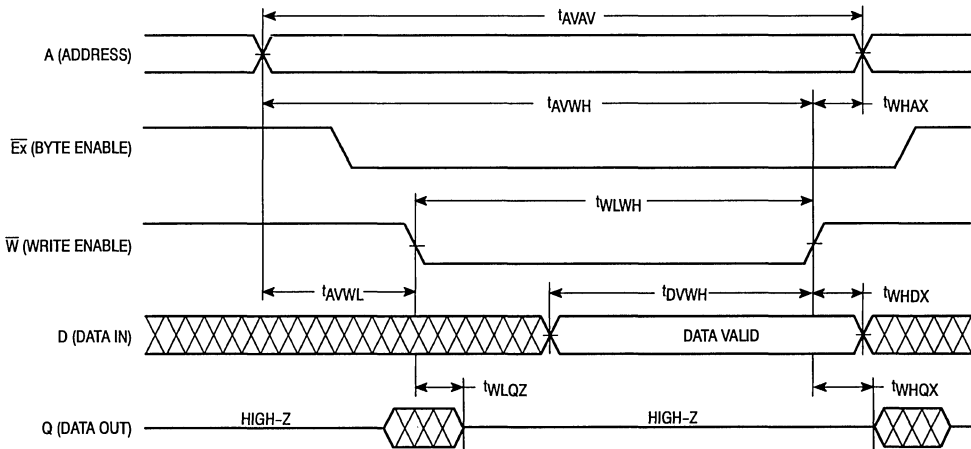 tAVAV
A (ADDRESS)
tAVWH
tWHAX
E̅x̅ (BYTE ENABLE)
tWLWH
W̅ (WRITE ENABLE)
tAVWL
tDVWH
tWHDX
D (DATA IN)
DATA VALID
tWLQZ
tWHQX
Q (DATA OUT)
HIGH–Z
HIGH–Z